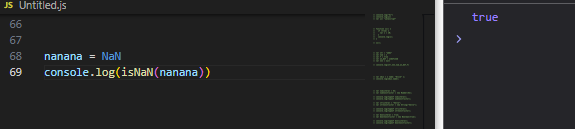 JS Untitled.js
66
67
68 nanana = NaN
69 console.log(isNaN(nanana))
true
>